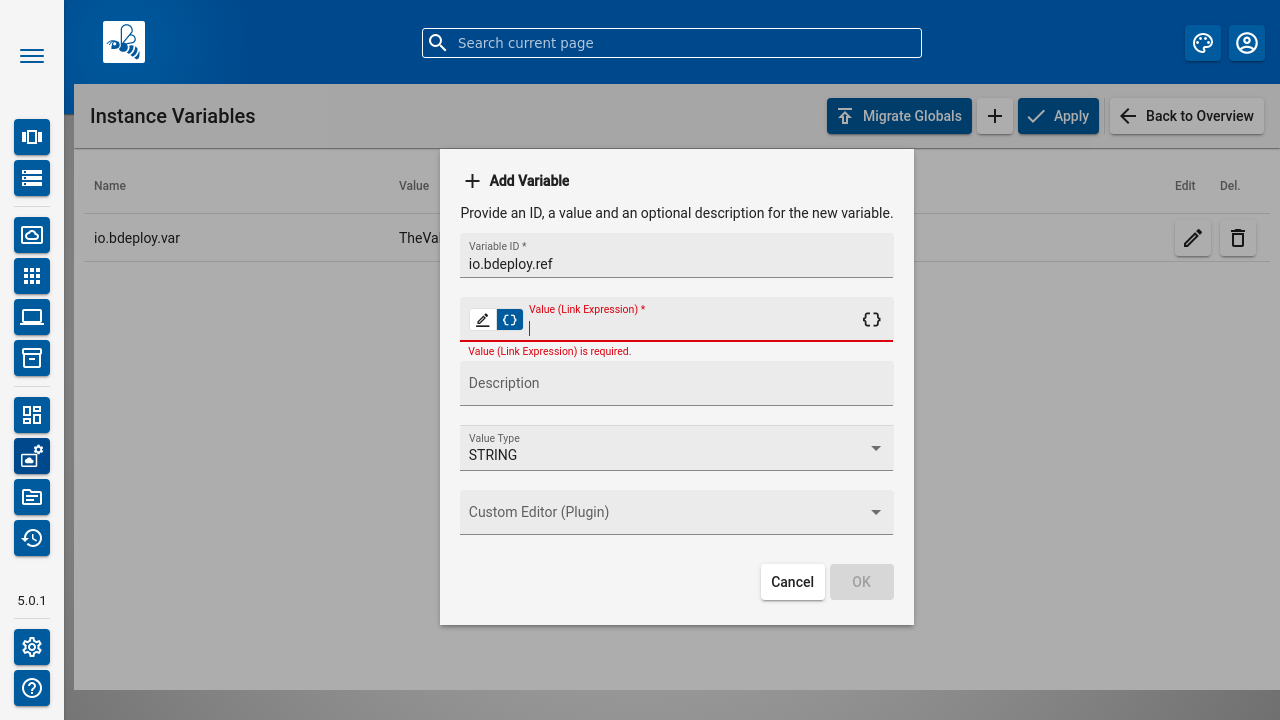 Search current page
Instance Variables
Migrate Globals
Apply
Back to Overview
Name
Value
Edit
Del.
io.bdeploy.var
TheVa
Add Variable
Provide an ID, a value and an optional description for the new variable.
Variable ID *
io.bdeploy.ref
Value (Link Expression) *
Value (Link Expression) is required.
Description
Value Type
STRING
Custom Editor (Plugin)
Cancel
OK
5.0.1